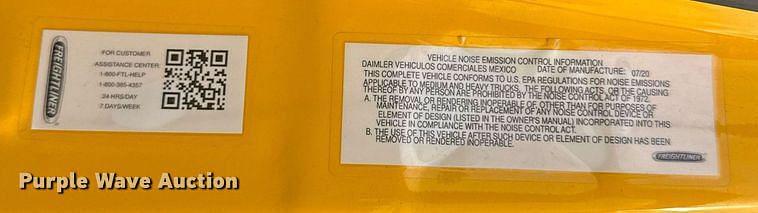 FREIGHTLINER
FOR CUSTOMER
ASSISTANCE CENTER:
1-800-FTL-HELP
1-800-385-4357
24 HRS/DAY
7 DAYS/WEEK
VEHICLE NOISE EMISSION CONTROL INFORMATION
DAIMLER VEHICULOS COMERCIALES MEXICO DATE OF MANUFACTURE: 07/20
THIS COMPLETE VEHICLE CONFORMS TO U.S. EPA REGULATIONS FOR NOISE EMISSIONS
APPLICABLE TO MEDIUM AND HEAVY TRUCKS. THE FOLLOWING ACTS, OR THE CAUSING
THEREOF BY ANY PERSON ARE PROHIBITED BY THE NOISE CONTROL ACT OF 1972.
A. THE REMOVAL OR RENDERING INOPERABLE OF, OTHER THAN FOR PURPOSES OF
MAINTENANCE, REPAIR OR REPLACEMENT OF ANY NOISE CONTROL DEVICE OR
ELEMENT OF DESIGN (LISTED IN THE OWNER'S MANUAL) INCORPORATED INTO THIS
VEHICLE IN COMPLIANCE WITH THE NOISE CONTROL ACT.
B. THE USE OF THIS VEHICLE AFTER SUCH DEVICE OR ELEMENT OF DESIGN HAS BEEN
REMOVED OR RENDERED INOPERABLE.
FREIGHTLINER
Purple Wave Auction